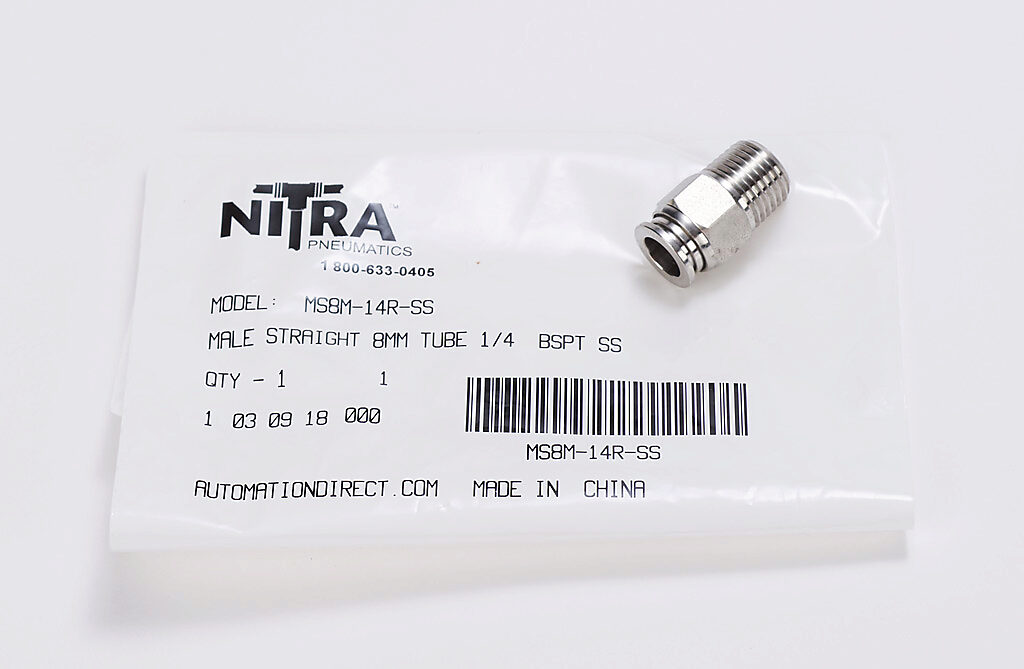 NITRA™
PNEUMATICS
1 800-633-0405
MODEL: MS8M-14R-SS
MALE STRAIGHT 8MM TUBE 1/4 BSPT SS
QTY - 1 1
1 03 09 18 000
MS8M-14R-SS
AUTOMATIONDIRECT.COM MADE IN CHINA